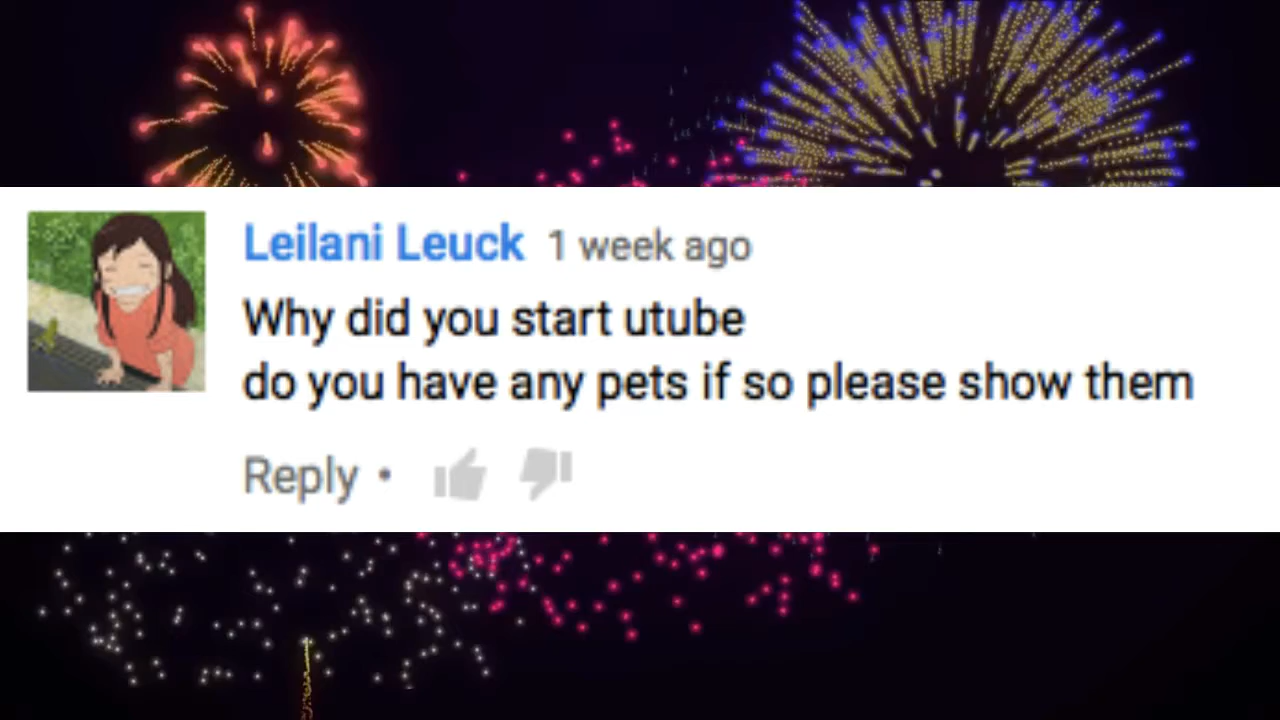 Leilani Leuck 1 week ago
Why did you start utube
do you have any pets if so please show them
Reply •